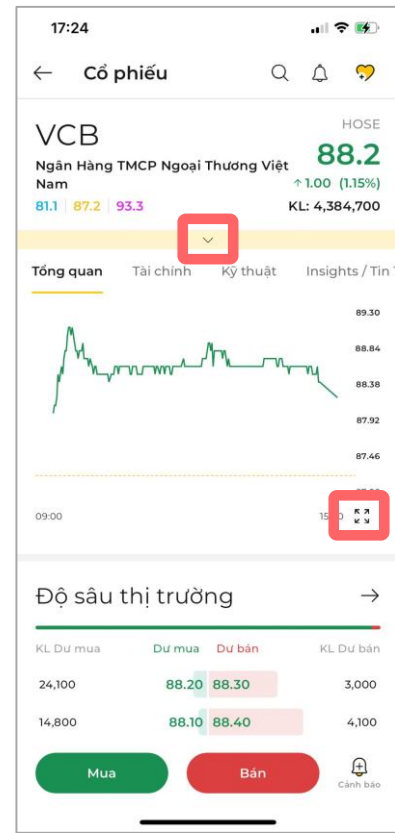 17:24
Cổ phiếu
HOSE
VCB
88.2
Ngân Hàng TMCP Ngoại Thương Việt
Nam
↑1.00 (1.15%)
81.1 87.2 93.3
KL: 4,384,700
Tổng quan Tài chính Kỹ thuật Insights / Tin
89.30
88.84
88.38
87.92
87.46
09:00
Độ sâu thị trường
KL Dư mua Dư mua Dư bán KL Dư bán
24,100 88.20 88.30 3,000
14,800 88.10 88.40 4,100
Mua Bán
Cảnh báo